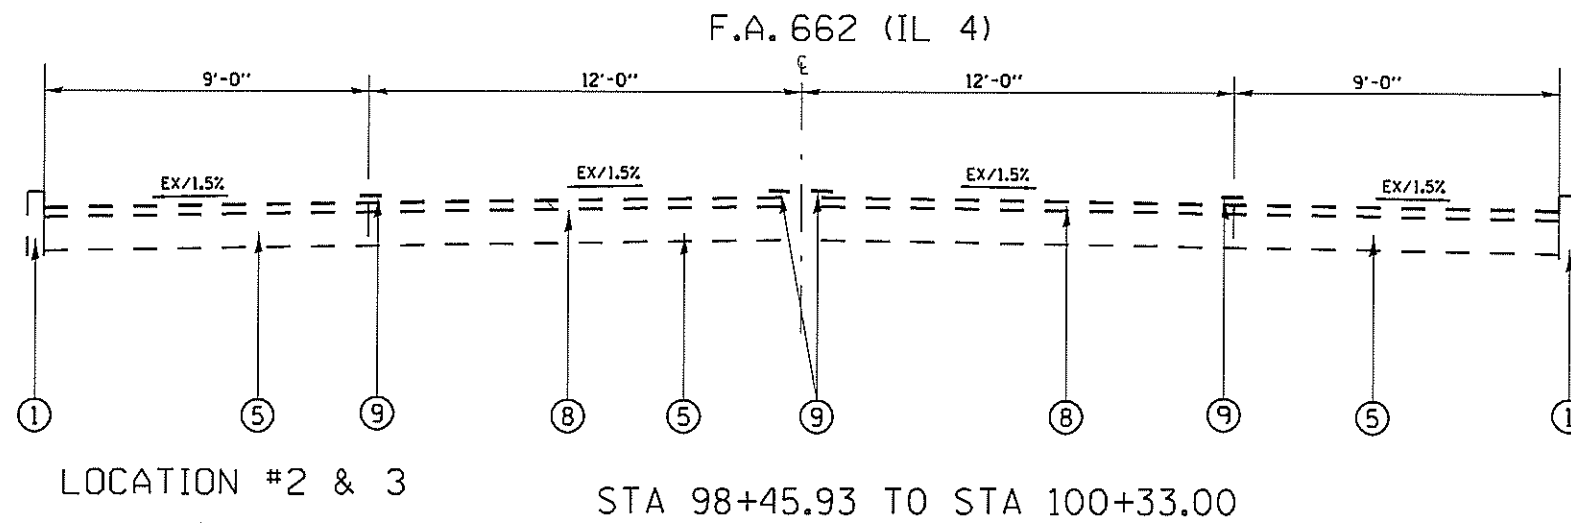 F.A. 662 (IL 4)
℄
9'-0" 12'-0" 12'-0" 9'-0"
EX/1.5% EX/1.5% EX/1.5% EX/1.5%
1 5 9 8 5 9 8 9 5 1
LOCATION #2 & 3
STA 98+45.93 TO STA 100+33.00